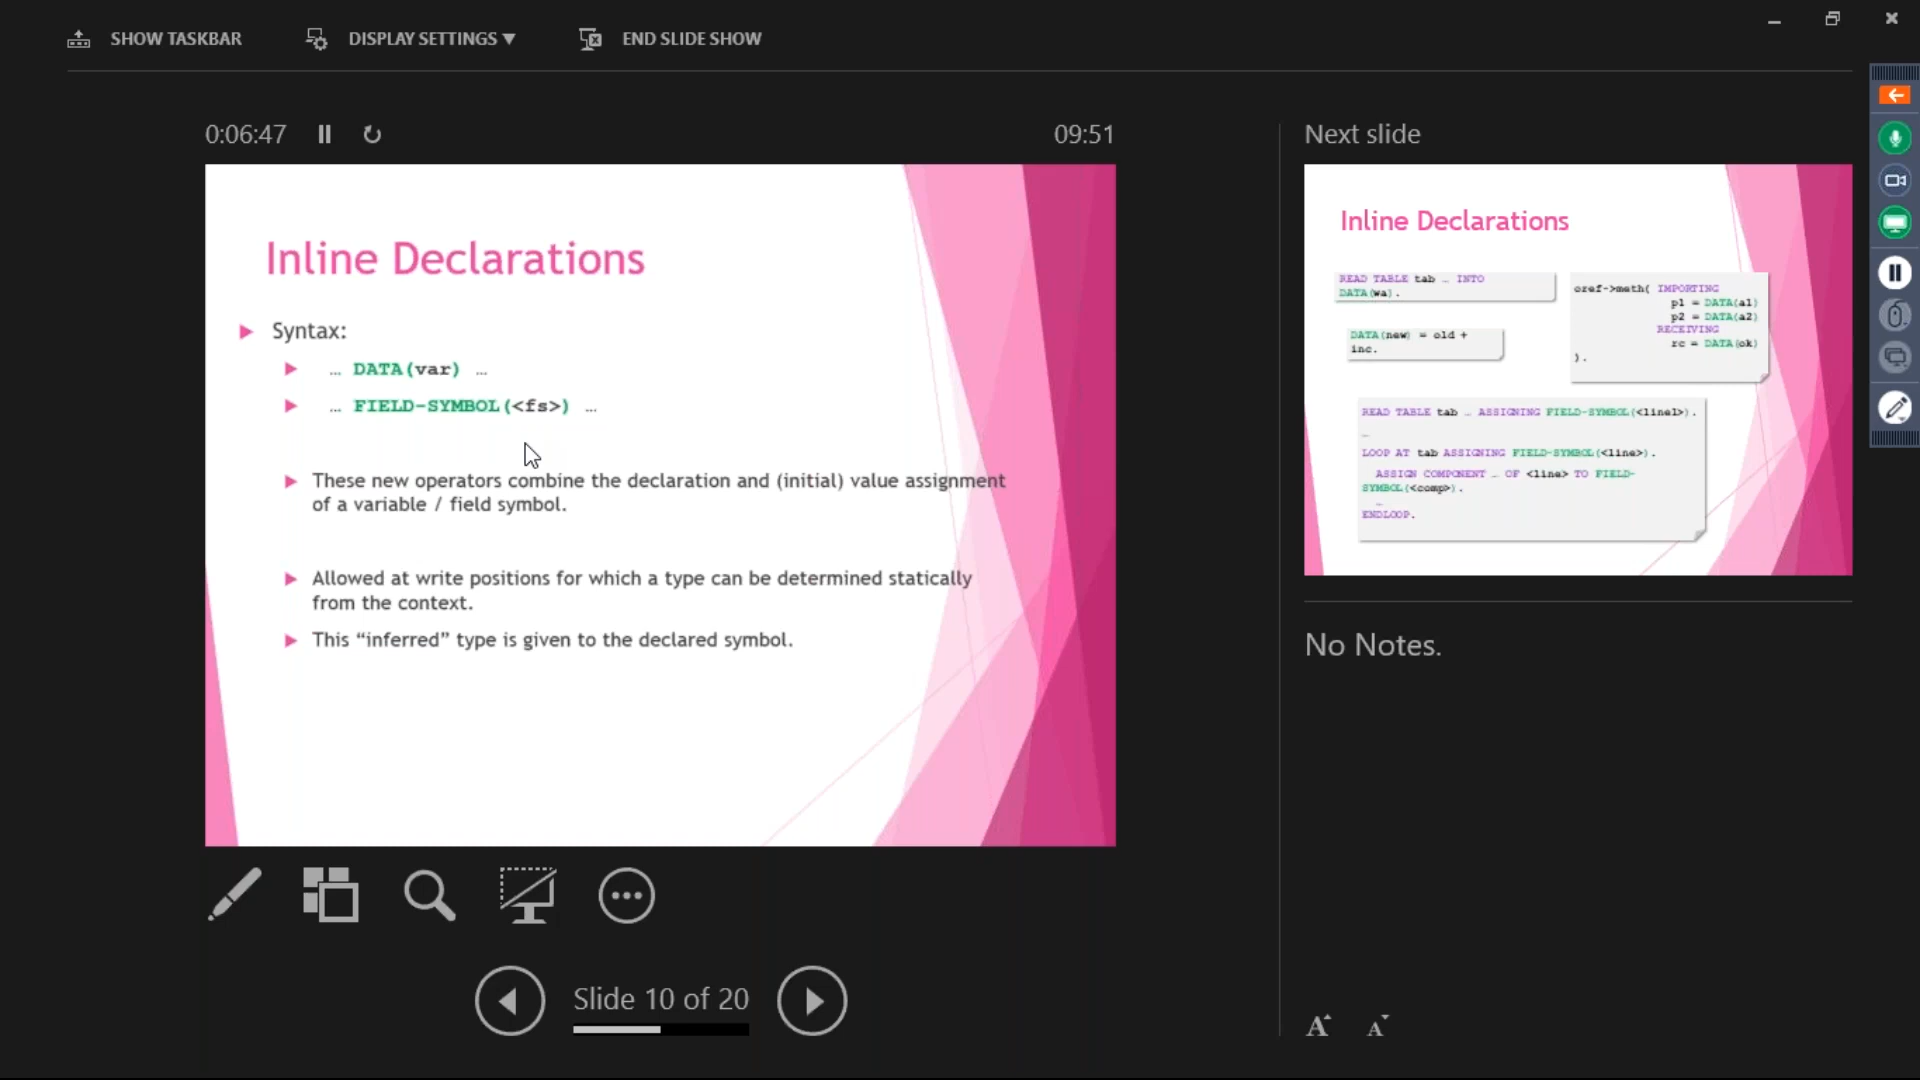 SHOW TASKBAR DISPLAY SETTINGS ▼ END SLIDE SHOW
0:06:47 09:51
Inline Declarations
Syntax:
… DATA(var) …
… FIELD-SYMBOL(<fs>) …
These new operators combine the declaration and (initial) value assignment
of a variable / field symbol.
Allowed at write positions for which a type can be determined statically
from the context.
This “inferred” type is given to the declared symbol.
Slide 10 of 20
Next slide
Inline Declarations
READ TABLE tab … INTO
DATA(wa).
DATA(new) = old +
inc.
oref->meth( IMPORTING
p1 = DATA(a1)
p2 = DATA(a2)
RECEIVING
rc = DATA(ok)
).
READ TABLE tab … ASSIGNING FIELD-SYMBOL(<line1>).
…
LOOP AT tab ASSIGNING FIELD-SYMBOL(<line>).
ASSIGN COMPONENT … OF <line> TO FIELD-
SYMBOL(<comp>).
…
ENDLOOP.
No Notes.
A A